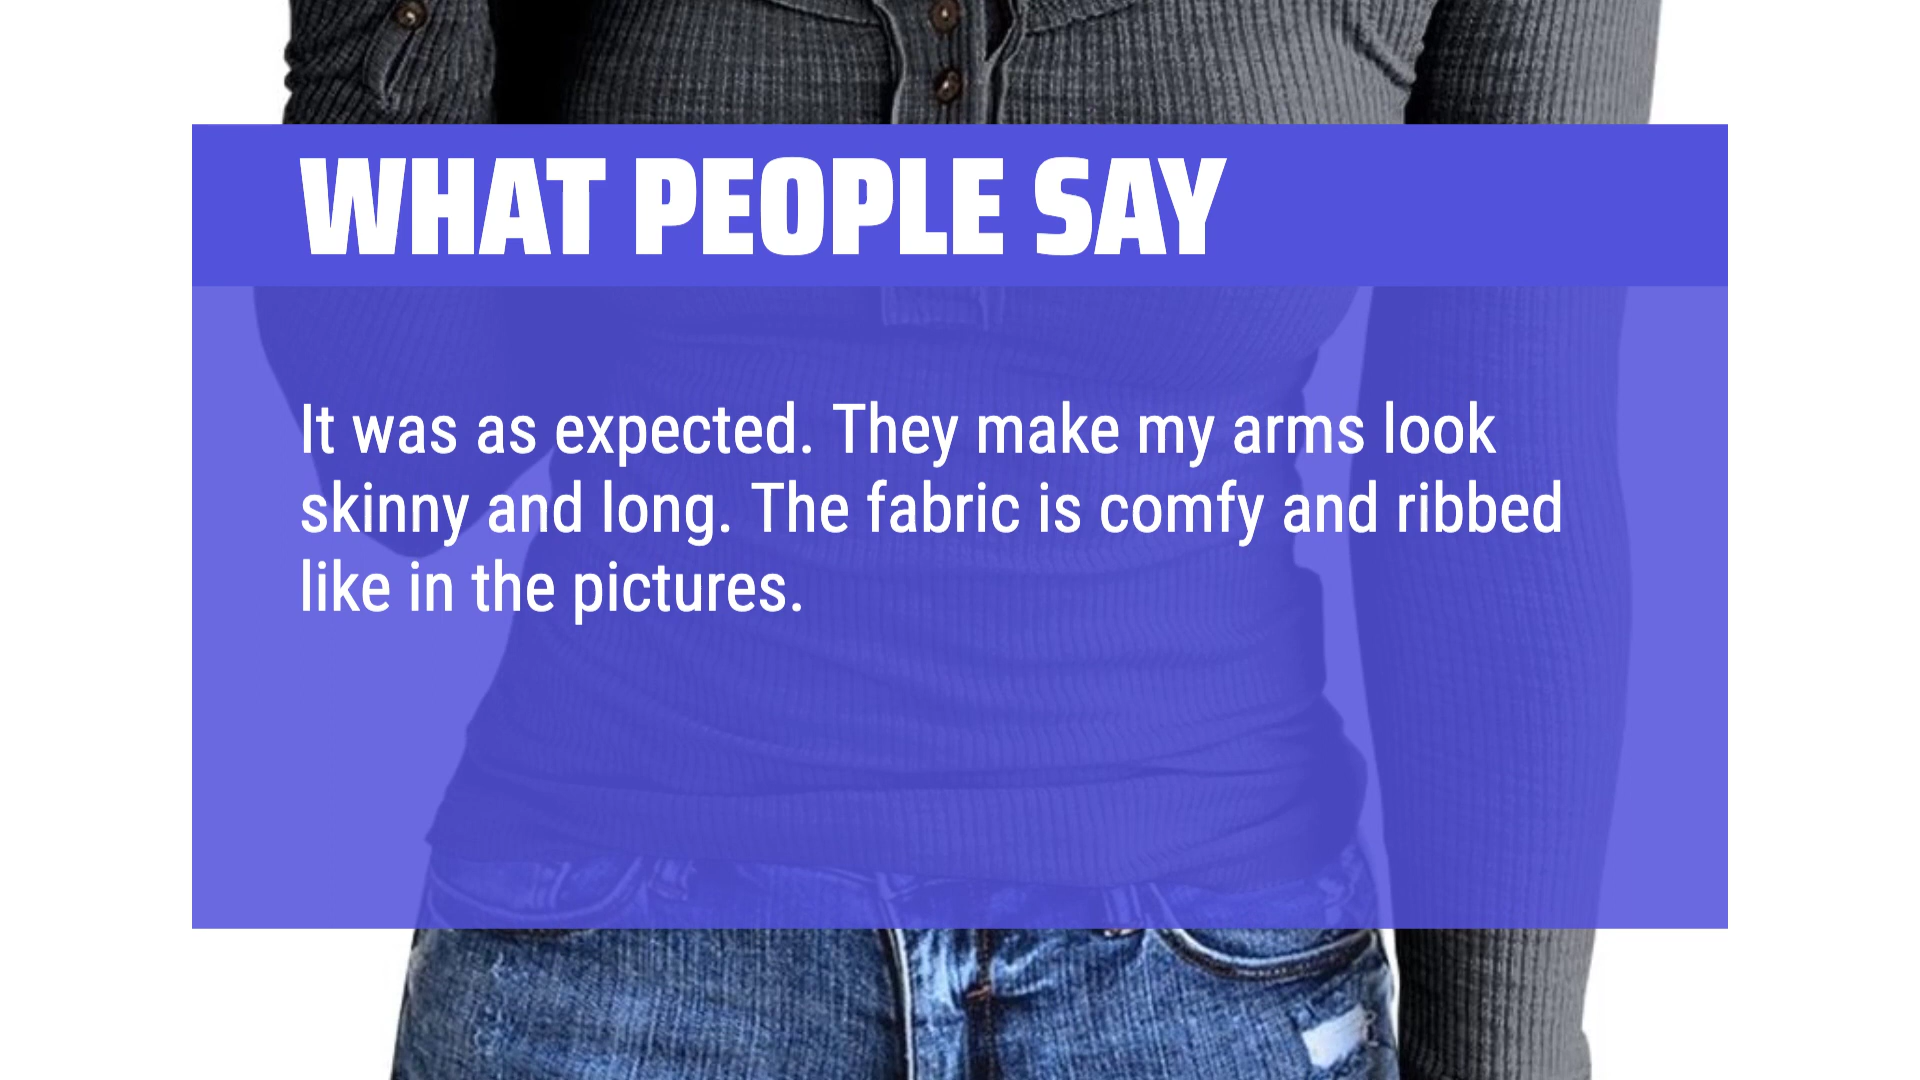 WHAT PEOPLE SAY
It was as expected. They make my arms look
skinny and long. The fabric is comfy and ribbed
like in the pictures.